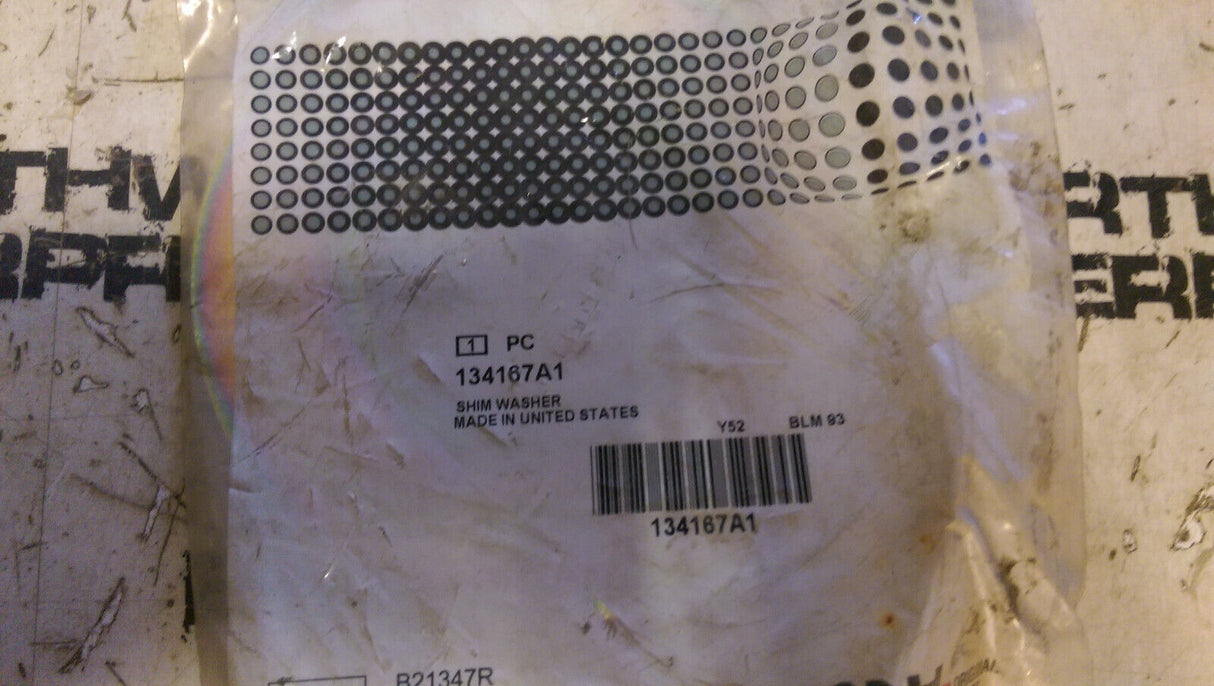 1 PC
134167A1
SHIM WASHER
MADE IN UNITED STATES
Y52 BLM 93
134167A1
B21347R